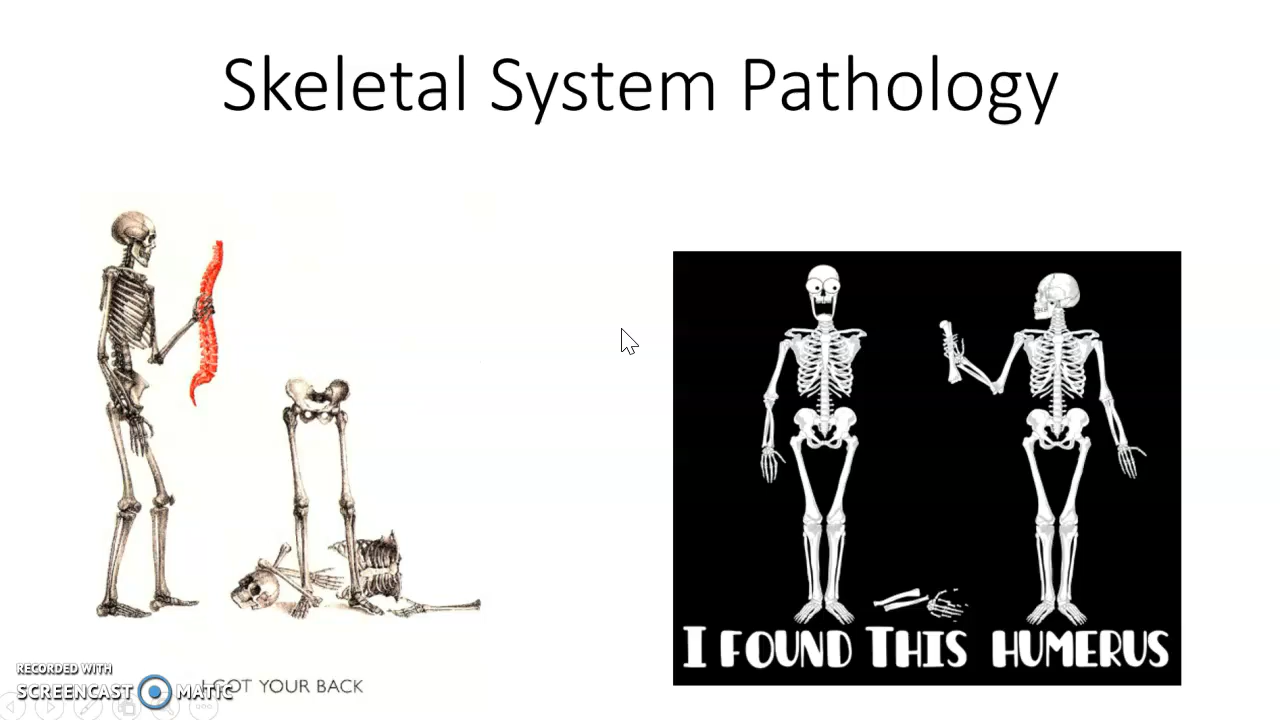 Skeletal System Pathology
I FOUND THIS HUMERUS
RECORDED WITH
SCREENCAST MATIC
GOT YOUR BACK